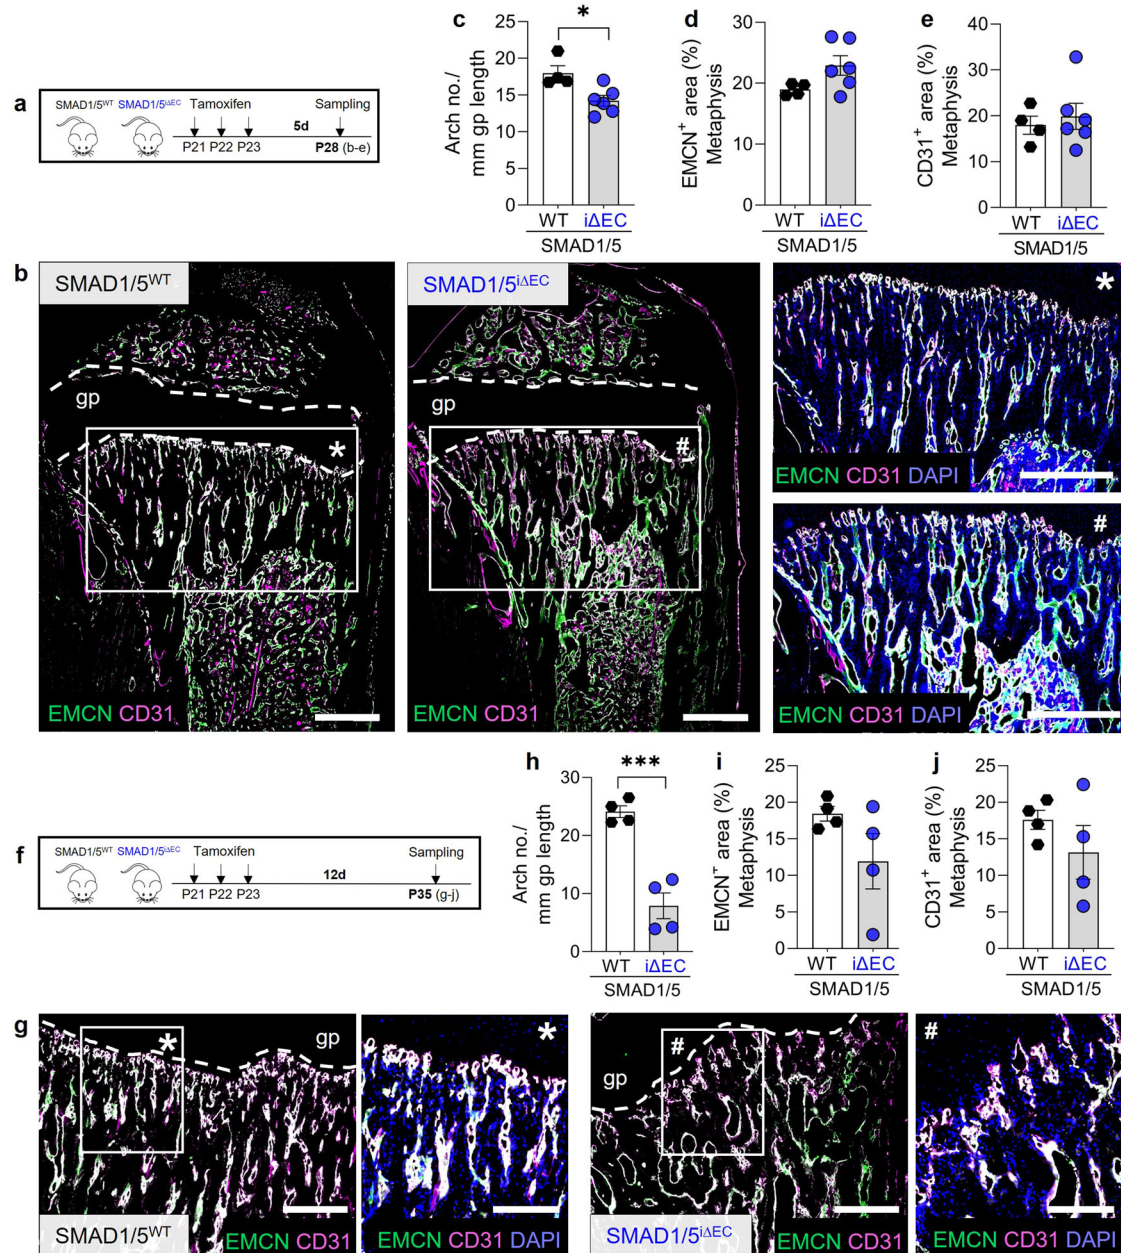 a
SMAD1/5WT SMAD1/5iΔEC Tamoxifen Sampling
5d
P21 P22 P23 P28 (b-e)
c
*
Arch no./
mm gp length
25
20
15
10
5
0
WT iΔEC
SMAD1/5
d
EMCN+ area (%)
Metaphysis
30
20
10
0
WT iΔEC
SMAD1/5
e
CD31+ area (%)
Metaphysis
40
30
20
10
0
WT iΔEC
SMAD1/5
b
SMAD1/5WT
gp
*
EMCN CD31
SMAD1/5iΔEC
gp
#
EMCN CD31
*
EMCN CD31 DAPI
#
EMCN CD31 DAPI
f
SMAD1/5WT SMAD1/5iΔEC Tamoxifen Sampling
12d
P21 P22 P23 P35 (g-j)
h
***
Arch no./
mm gp length
30
20
10
0
WT iΔEC
SMAD1/5
i
EMCN+ area (%)
Metaphysis
25
20
15
10
5
0
WT iΔEC
SMAD1/5
j
CD31+ area (%)
Metaphysis
25
20
15
10
5
0
WT iΔEC
SMAD1/5
g
*
gp
SMAD1/5WT
EMCN CD31
*
EMCN CD31 DAPI
#
gp
SMAD1/5iΔEC
EMCN CD31
#
EMCN CD31 DAPI